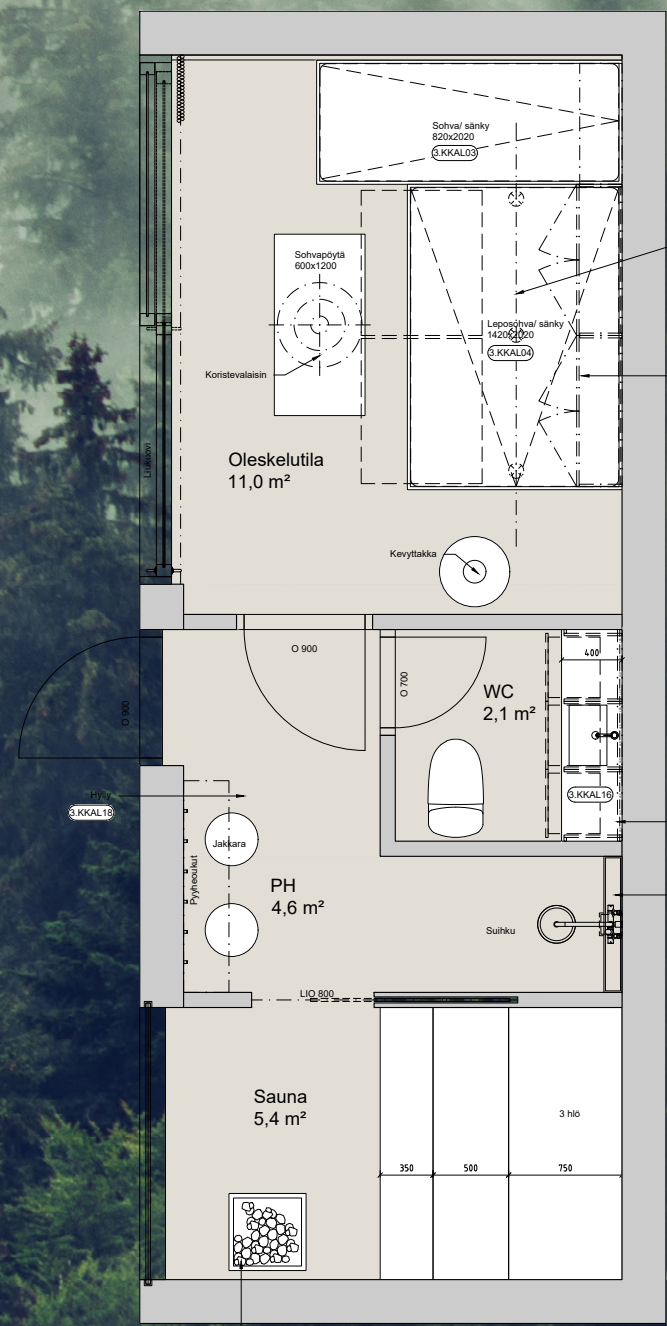 Sohva/ sänky
820x2020
3.KKAL03
Sohvapöytä
600x1200
Leposohva/ sänky
1420x2020
3.KKAL04
Koristevalaisin
Liukuovi
Oleskelutila
11,0 m²
Kevyttakka
O 900
O 900
O 700
WC
2,1 m²
400
3.KKAL16
Hylly
3.KKAL18
Jakkara
Pyyheoukut
PH
4,6 m²
Suihku
LIO 800
Sauna
5,4 m²
3 hlö
350
500
750